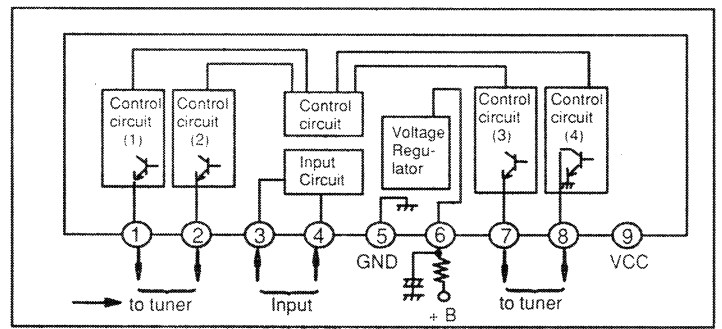 Control
circuit
(1)
Control
circuit
(2)
Control
circuit
Input
Circuit
Voltage
Regu-
lator
Control
circuit
(3)
Control
circuit
(4)
1
2
3
4
5
6
7
8
9
GND
VCC
to tuner
Input
+ B
to tuner